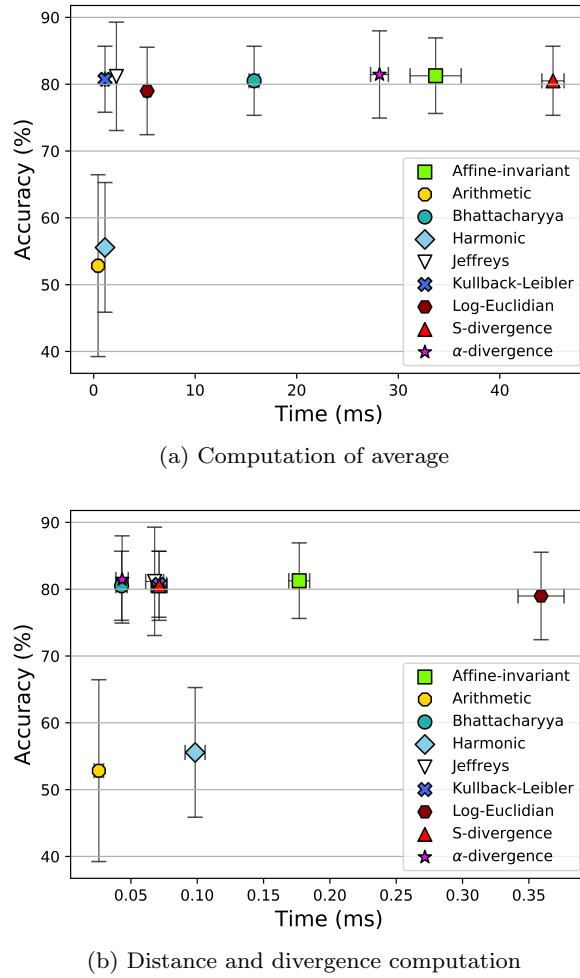 90
80
70
60
50
40
Accuracy (%)
Affine-invariant
Arithmetic
Bhattacharyya
Harmonic
Jeffreys
Kullback-Leibler
Log-Euclidian
S-divergence
α-divergence
0 10 20 30 40
Time (ms)
(a) Computation of average
90
80
70
60
50
40
Accuracy (%)
Affine-invariant
Arithmetic
Bhattacharyya
Harmonic
Jeffreys
Kullback-Leibler
Log-Euclidian
S-divergence
α-divergence
0.05 0.10 0.15 0.20 0.25 0.30 0.35
Time (ms)
(b) Distance and divergence computation